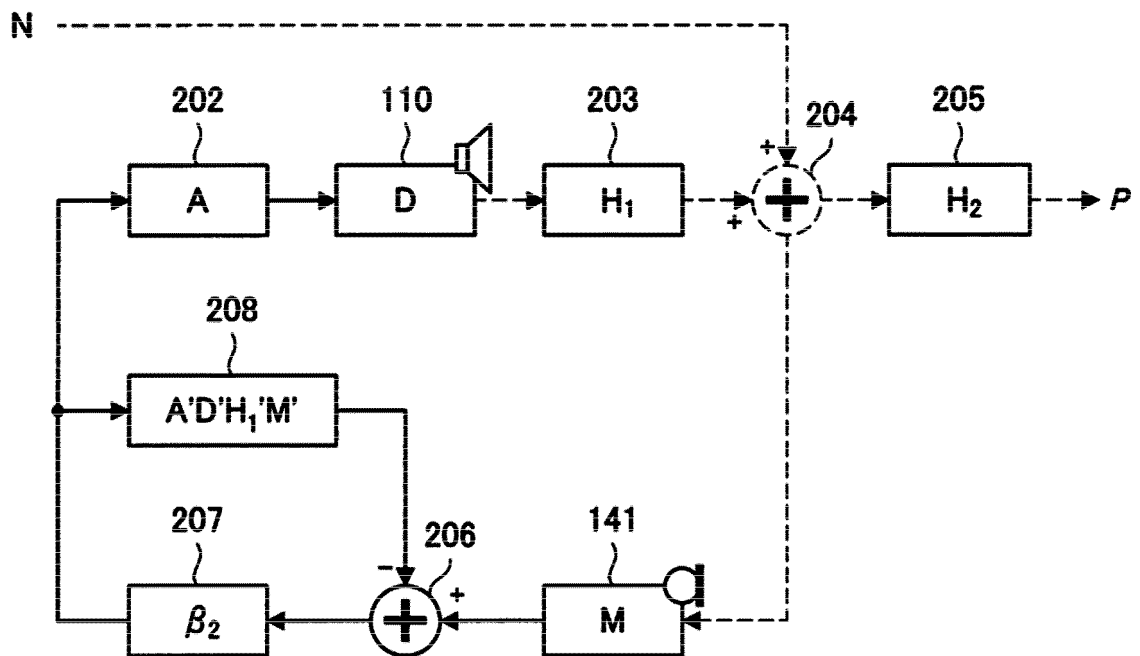 N
202
110
203
204
205
+
A
D
H₁
+
+
H₂
P
208
A'D'H₁'M'
207
206
141
−
+
β₂
+
M